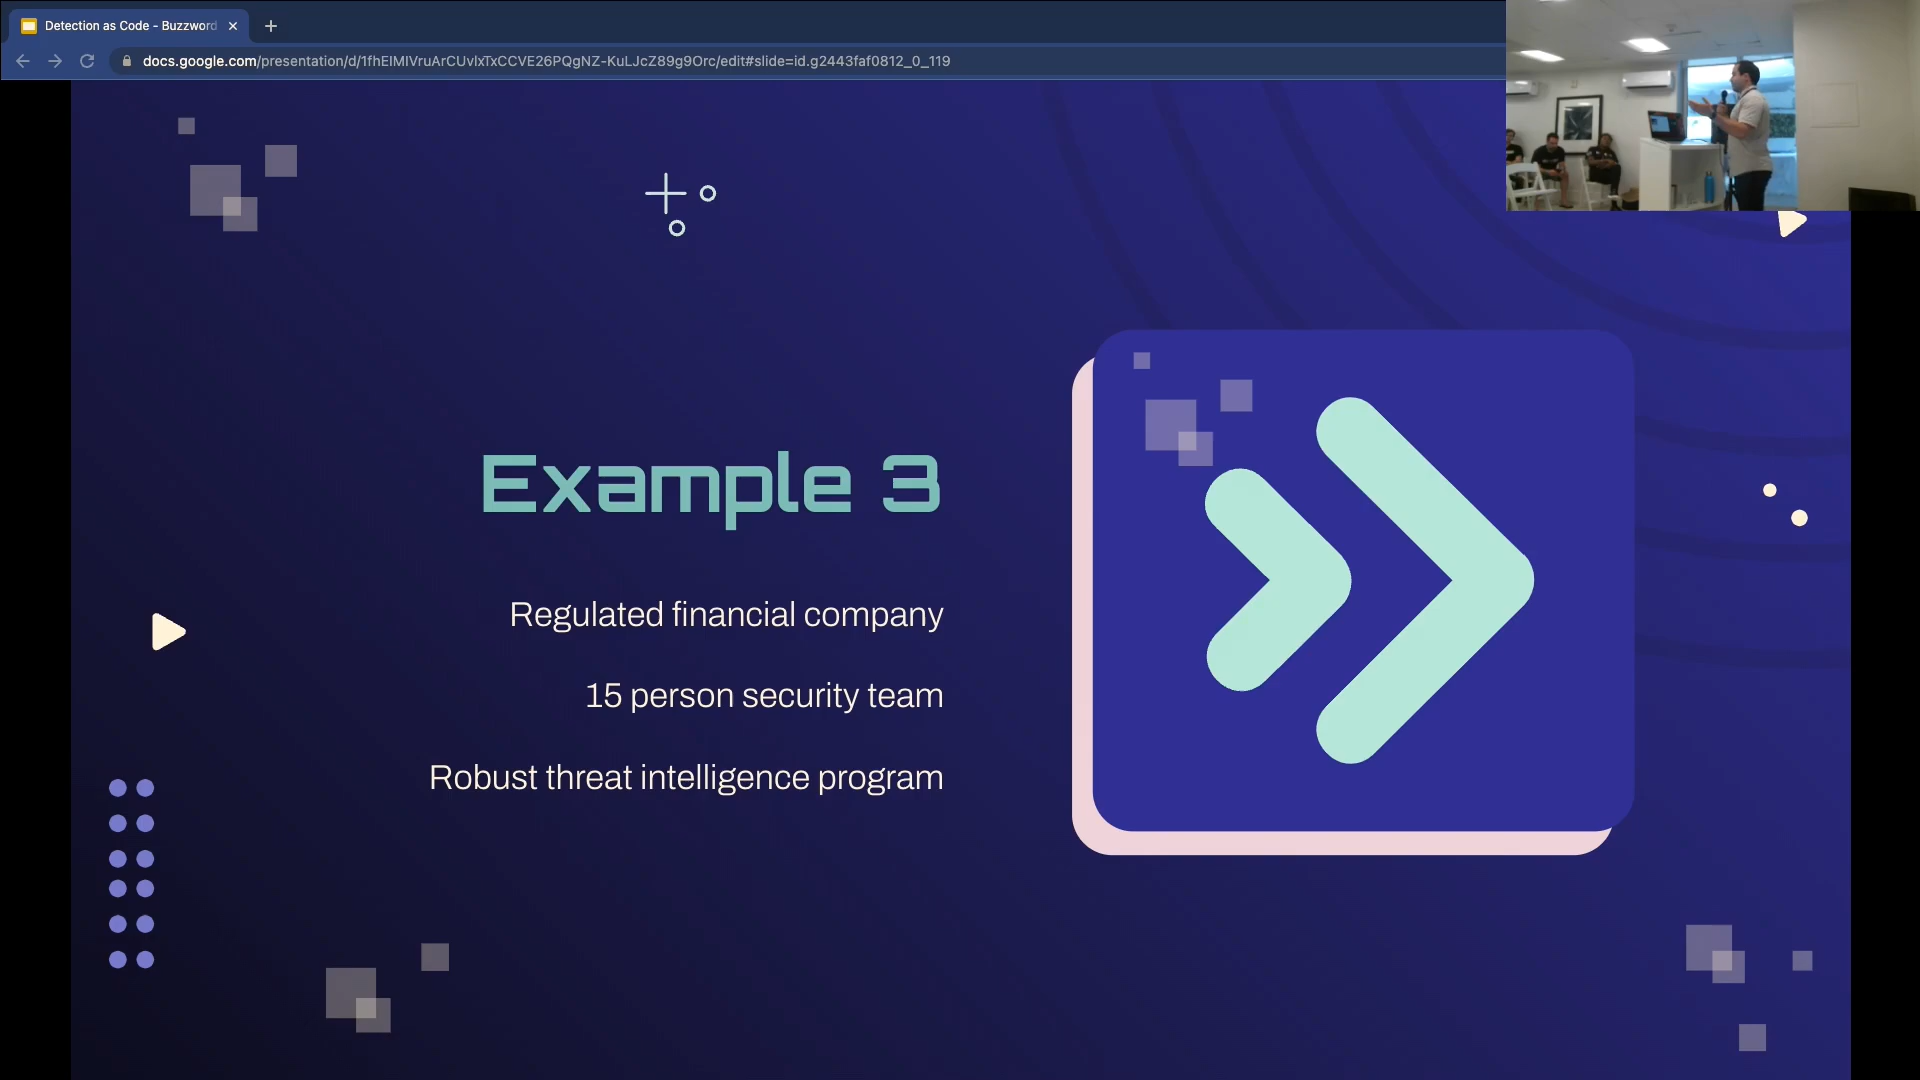 Detection as Code - Buzzword
docs.google.com/presentation/d/1fhEIMIVruArCUvlxTxCCVE26PQgNZ-KuLJcZ89g9Orc/edit#slide=id.g2443faf0812_0_119
Example 3
Regulated financial company
15 person security team
Robust threat intelligence program